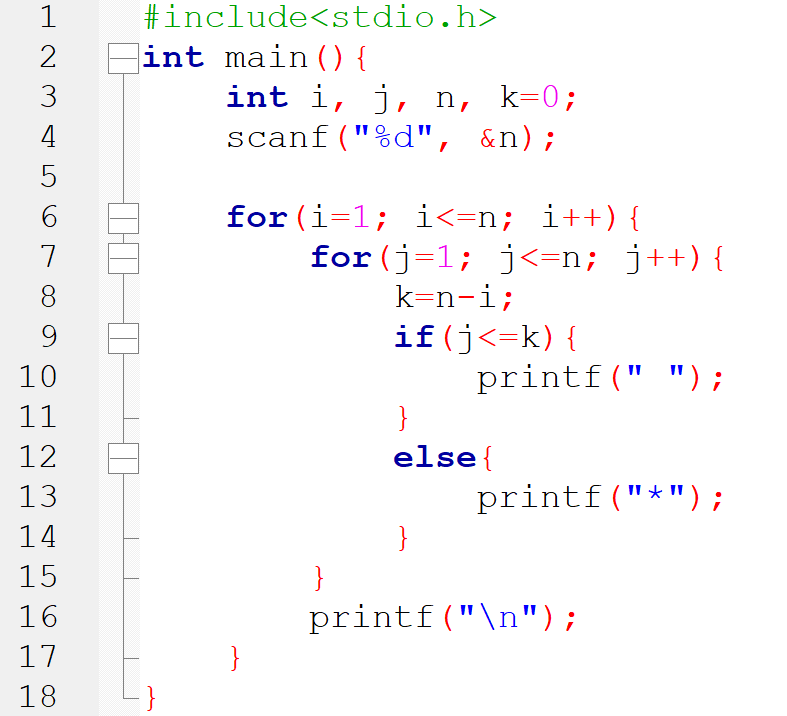 1 #include<stdio.h>
2 int main(){
3     int i, j, n, k=0;
4     scanf("%d", &n);
5
6     for(i=1; i<=n; i++){
7         for(j=1; j<=n; j++){
8             k=n-i;
9             if(j<=k){
10                 printf(" ");
11             }
12             else{
13                 printf("*");
14             }
15         }
16         printf("\n");
17     }
18 }